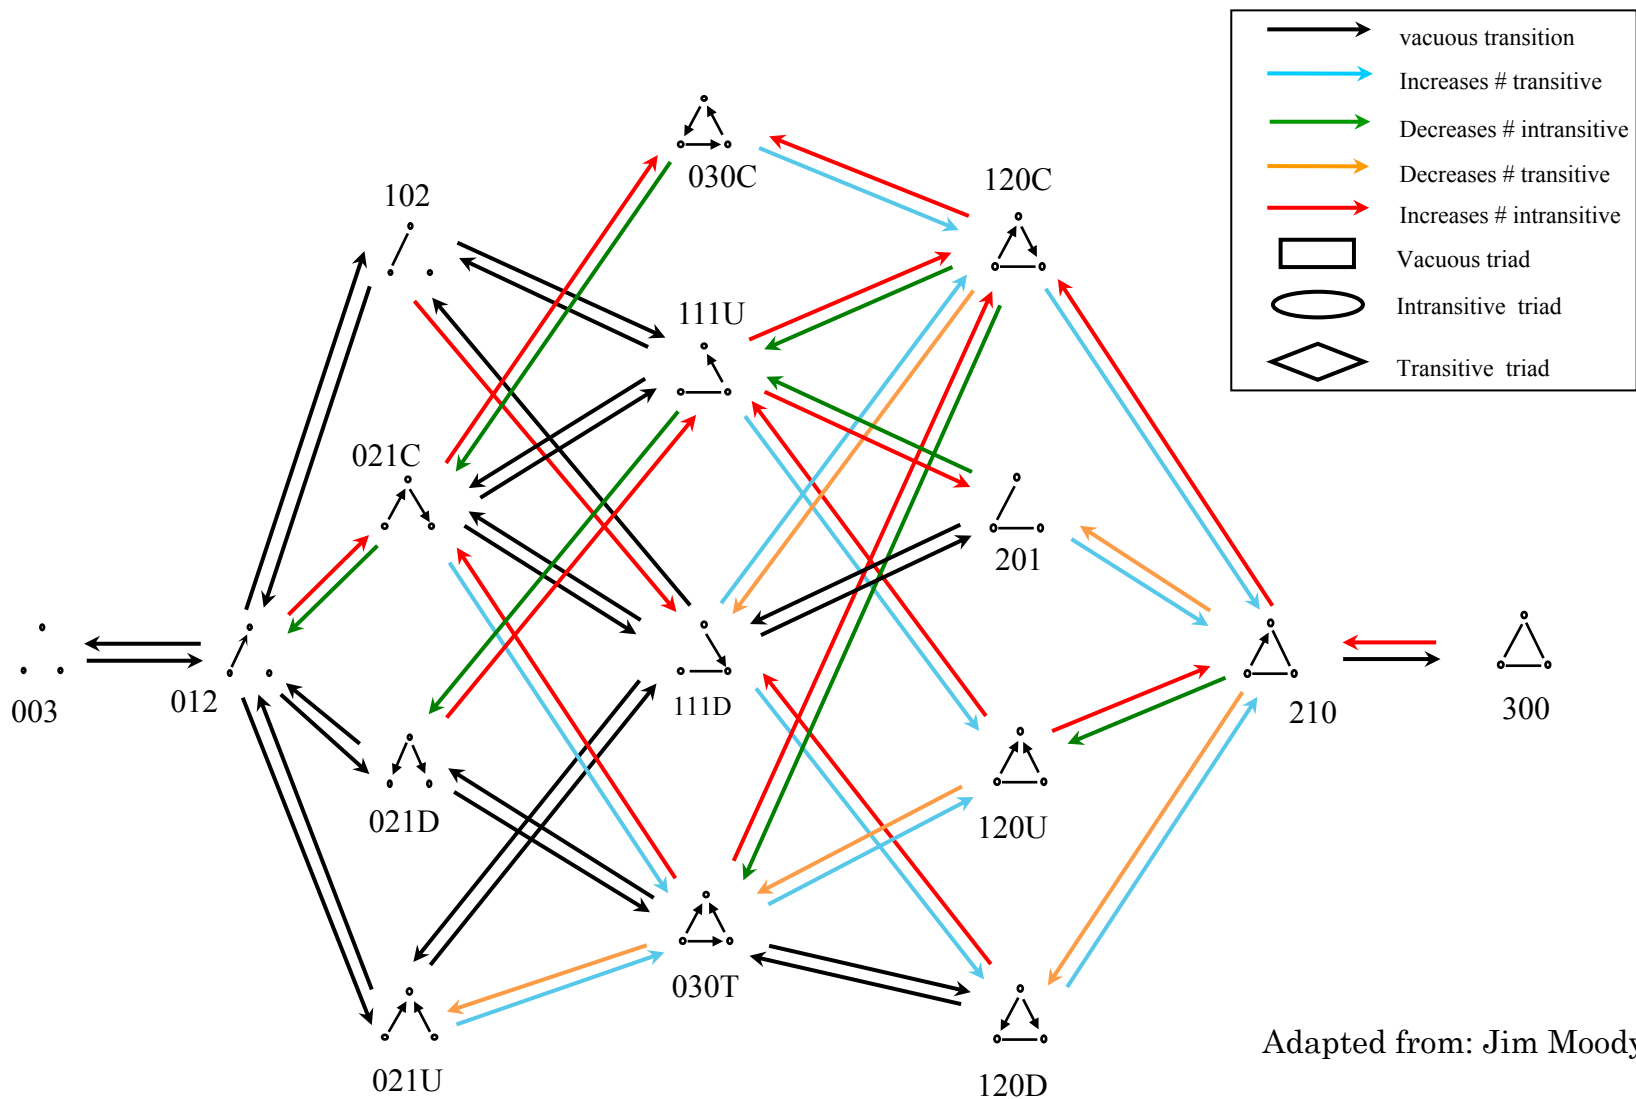 vacuous transition
Increases # transitive
Decreases # intransitive
Decreases # transitive
Increases # intransitive
Vacuous triad
Intransitive triad
Transitive triad
030C
120C
102
111U
021C
201
003
012
111D
210
300
021D
120U
030T
021U
120D
Adapted from: Jim Moody